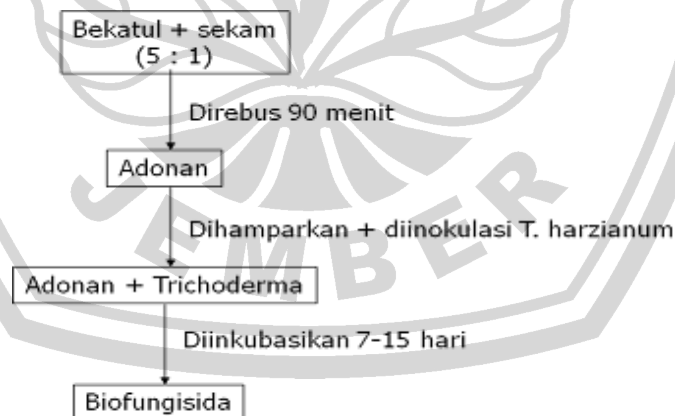 Bekatul + sekam
(5 : 1)
Direbus 90 menit
Adonan
Dihamparkan + diinokulasi T. harzianum
JEMBER
Adonan + Trichoderma
Diinkubasikan 7-15 hari
Biofungisida